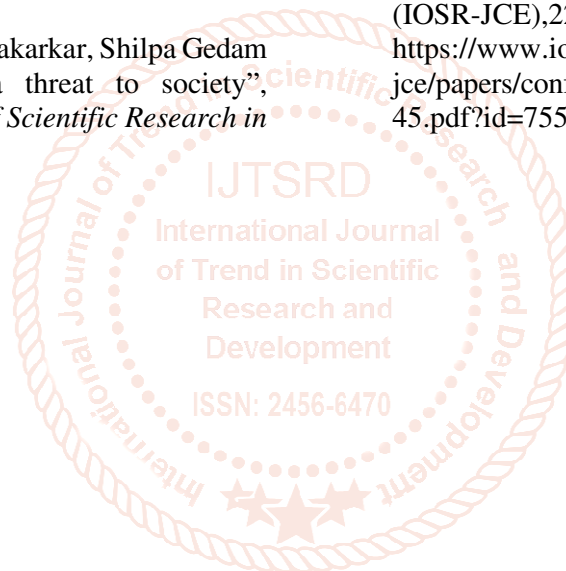 akarkar, Shilpa Gedam
threat to society",
f Scientific Research in
(IOSR-JCE),22
https://www.io
jce/papers/conf
45.pdf?id=755
International Journal of Trend in Scientific Research and Development
IJTSRD
International Journal
of Trend in Scientific
Research and
Development
ISSN: 2456-6470